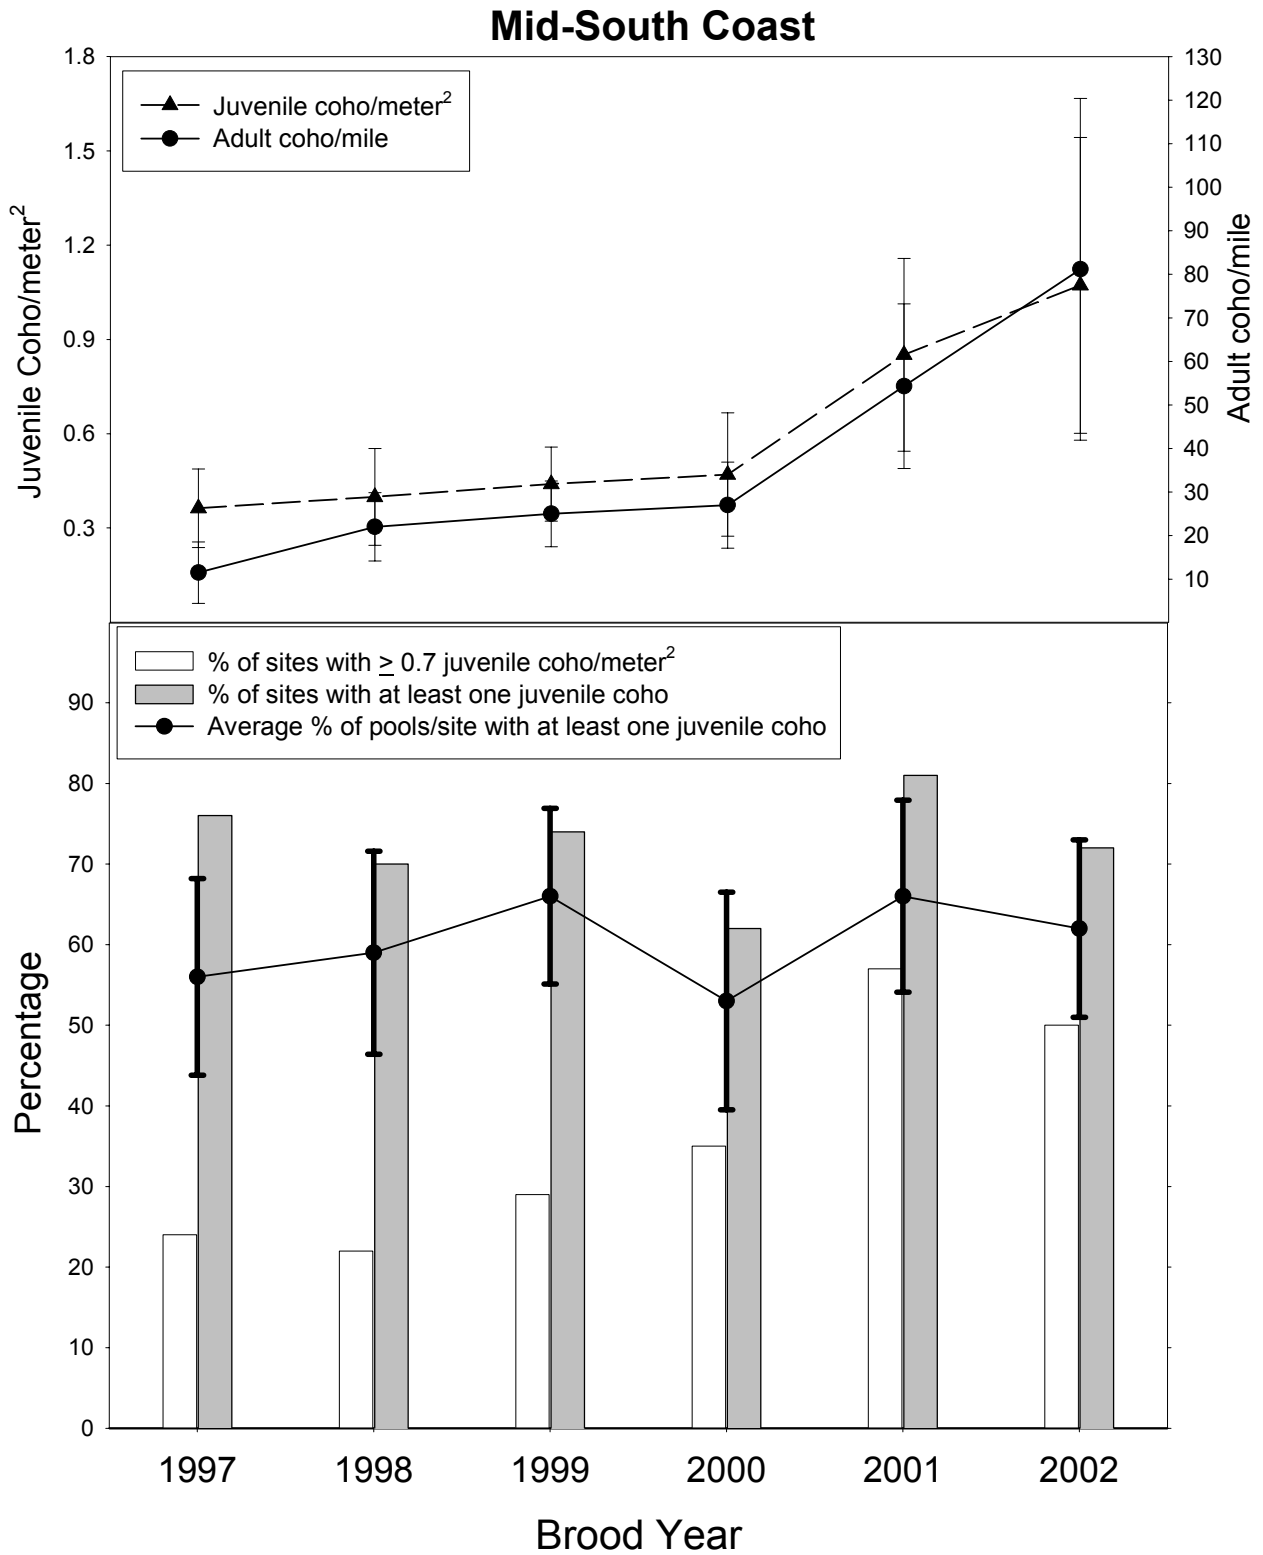 Mid-South Coast
1.8
1.5
1.2
0.9
0.6
0.3
Juvenile Coho/meter²
130
120
110
100
90
80
70
60
50
40
30
20
10
Adult coho/mile
Juvenile coho/meter²
Adult coho/mile
% of sites with ≥ 0.7 juvenile coho/meter²
% of sites with at least one juvenile coho
Average % of pools/site with at least one juvenile coho
90
80
70
60
50
40
30
20
10
0
Percentage
1997 1998 1999 2000 2001 2002
Brood Year